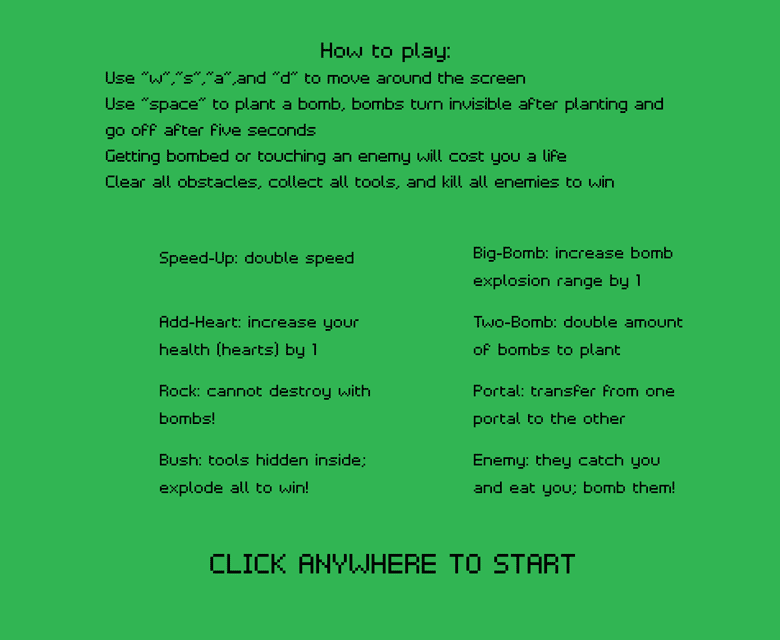 How to play:
Use "w","s","a",and "d" to move around the screen
Use "space" to plant a bomb, bombs turn invisible after planting and
go off after five seconds
Getting bombed or touching an enemy will cost you a life
Clear all obstacles, collect all tools, and kill all enemies to win
Speed-Up: double speed
Big-Bomb: increase bomb
explosion range by 1
Add-Heart: increase your
health (hearts) by 1
Two-Bomb: double amount
of bombs to plant
Rock: cannot destroy with
bombs!
Portal: transfer from one
portal to the other
Bush: tools hidden inside;
explode all to win!
Enemy: they catch you
and eat you; bomb them!
CLICK ANYWHERE TO START